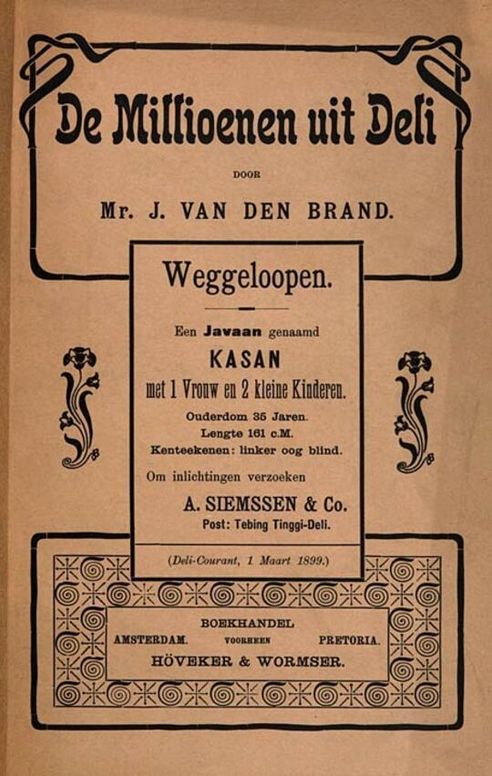 De Millioenen uit Deli
DOOR
Mr. J. VAN DEN BRAND.
Weggeloopen.
Een Javaan genaamd
KASAN
met 1 Vrouw en 2 kleine Kinderen.
Ouderdom 35 Jaren.
Lengte 161 c.M.
Kenteekenen: linker oog blind.
Om inlichtingen verzoeken
A. SIEMSSEN & Co.
Post: Tebing Tinggi-Deli.
(Deli-Courant, 1 Maart 1899.)
BOEKHANDEL
AMSTERDAM. VOORHEEN PRETORIA.
HÖVEKER & WORMSER.